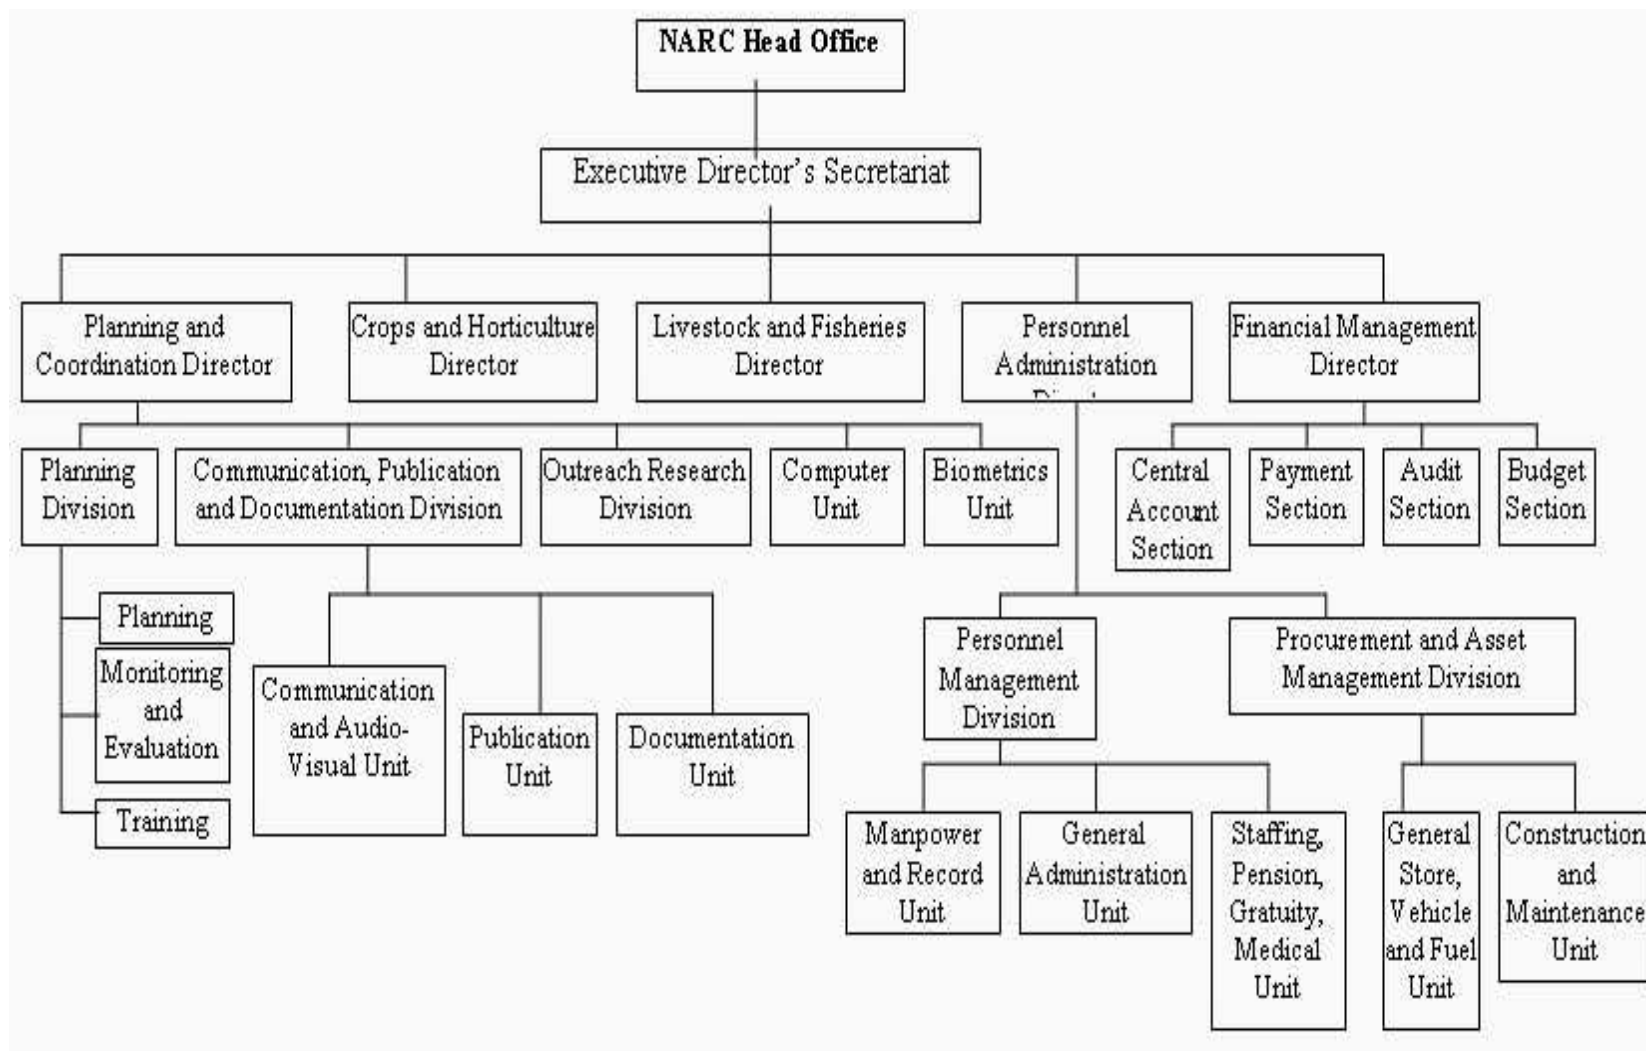 NARC Head Office
Executive Director's Secretariat
Planning and
Coordination Director
Crops and Horticulture
Director
Livestock and Fisheries
Director
Personnel
Administration
Financial Management
Director
Planning
Division
Communication, Publication
and Documentation Division
Outreach Research
Division
Computer
Unit
Biometrics
Unit
Central
Account
Section
Payment
Section
Audit
Section
Budget
Section
Planning
Monitoring
and
Evaluation
Training
Communication
and Audio-
Visual Unit
Publication
Unit
Documentation
Unit
Personnel
Management
Division
Procurement and Asset
Management Division
Manpower
and Record
Unit
General
Administration
Unit
Staffing,
Pension,
Gratuity,
Medical
Unit
General
Store,
Vehicle
and Fuel
Unit
Construction
and
Maintenance
Unit